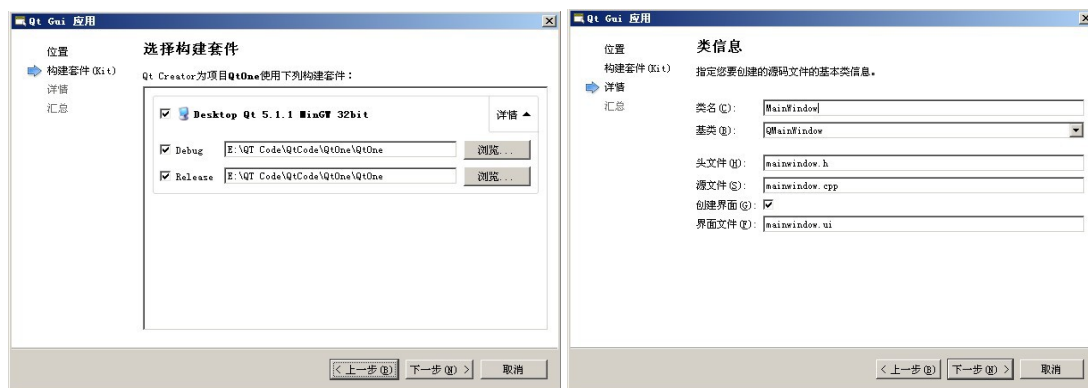 Qt Gui 应用
位置
构建套件(Kit)
详情
汇总
选择构建套件
Qt Creator为项目QtOne使用下列构建套件：
Desktop Qt 5.1.1 MinGW 32bit
详情
Debug
E:\QT Code\QtCode\QtOne\QtOne
浏览...
Release
E:\QT Code\QtCode\QtOne\QtOne
浏览...
< 上一步(B)
下一步(N) >
取消
Qt Gui 应用
位置
构建套件(Kit)
详情
汇总
类信息
指定您要创建的源码文件的基本类信息。
类名(C):
MainWindow
基类(B):
QMainWindow
头文件(H):
mainwindow.h
源文件(S):
mainwindow.cpp
创建界面(G):
界面文件(F):
mainwindow.ui
< 上一步(B)
下一步(N) >
取消